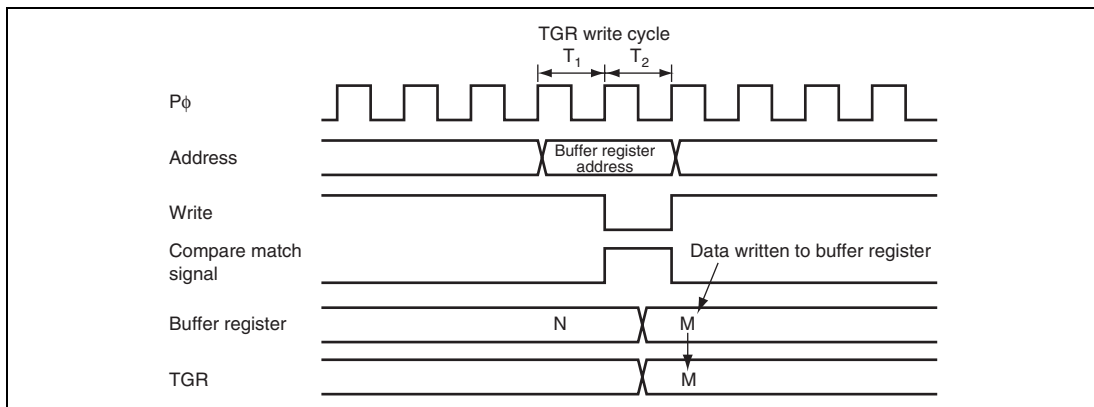 TGR write cycle
T1 T2
Pφ
Address
Buffer register
address
Write
Compare match
signal
Data written to buffer register
Buffer register
N M
TGR
M